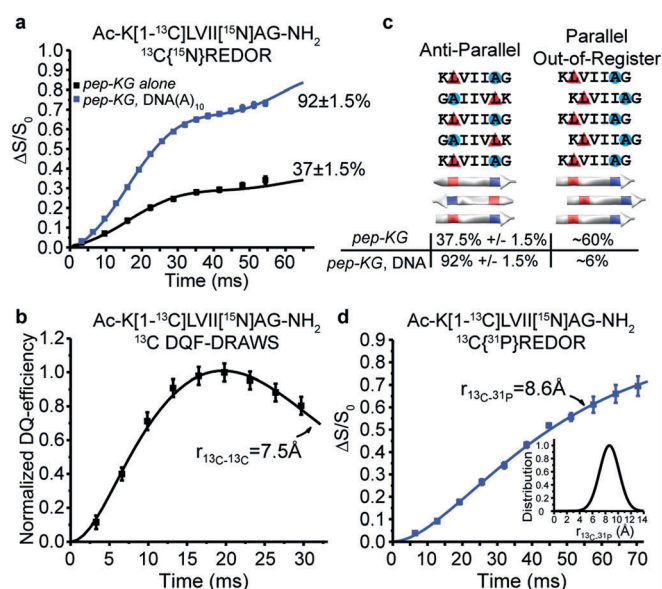 a
Ac-K[1-¹³C]LVII[¹⁵N]AG-NH₂
¹³C{¹⁵N}REDOR
ΔS/S₀
1.0
0.9
0.8
0.7
0.6
0.5
0.4
0.3
0.2
0.1
0.0
pep-KG alone
pep-KG, DNA(A)₁₀
92±1.5%
37±1.5%
0 10 20 30 40 50 60
Time (ms)
c
Anti-Parallel
Parallel
Out-of-Register
KLVIIAG KLVIIAG
GAIIVLK KLVIIAG
KLVIIAG KLVIIAG
GAIIVLK KLVIIAG
KLVIIAG KLVIIAG
pep-KG 37.5% +/- 1.5% ~60%
pep-KG, DNA 92% +/- 1.5% ~6%
b
Ac-K[1-¹³C]LVII[¹⁵N]AG-NH₂
¹³C DQF-DRAWS
Normalized DQ-efficiency
1.2
1.0
0.8
0.6
0.4
0.2
0.0
r₁₃C-₁₃C=7.5Å
0 5 10 15 20 25 30
Time (ms)
d
Ac-K[1-¹³C]LVII[¹⁵N]AG-NH₂
¹³C{³¹P}REDOR
ΔS/S₀
1.0
0.9
0.8
0.7
0.6
0.5
0.4
0.3
0.2
0.1
0.0
r₁₃C-₃₁P=8.6Å
Distribution
1.0
0.8
0.6
0.4
0.2
0
0 2 4 6 8 10 12 14
r₁₃C,₃₁P (Å)
0 10 20 30 40 50 60 70
Time (ms)